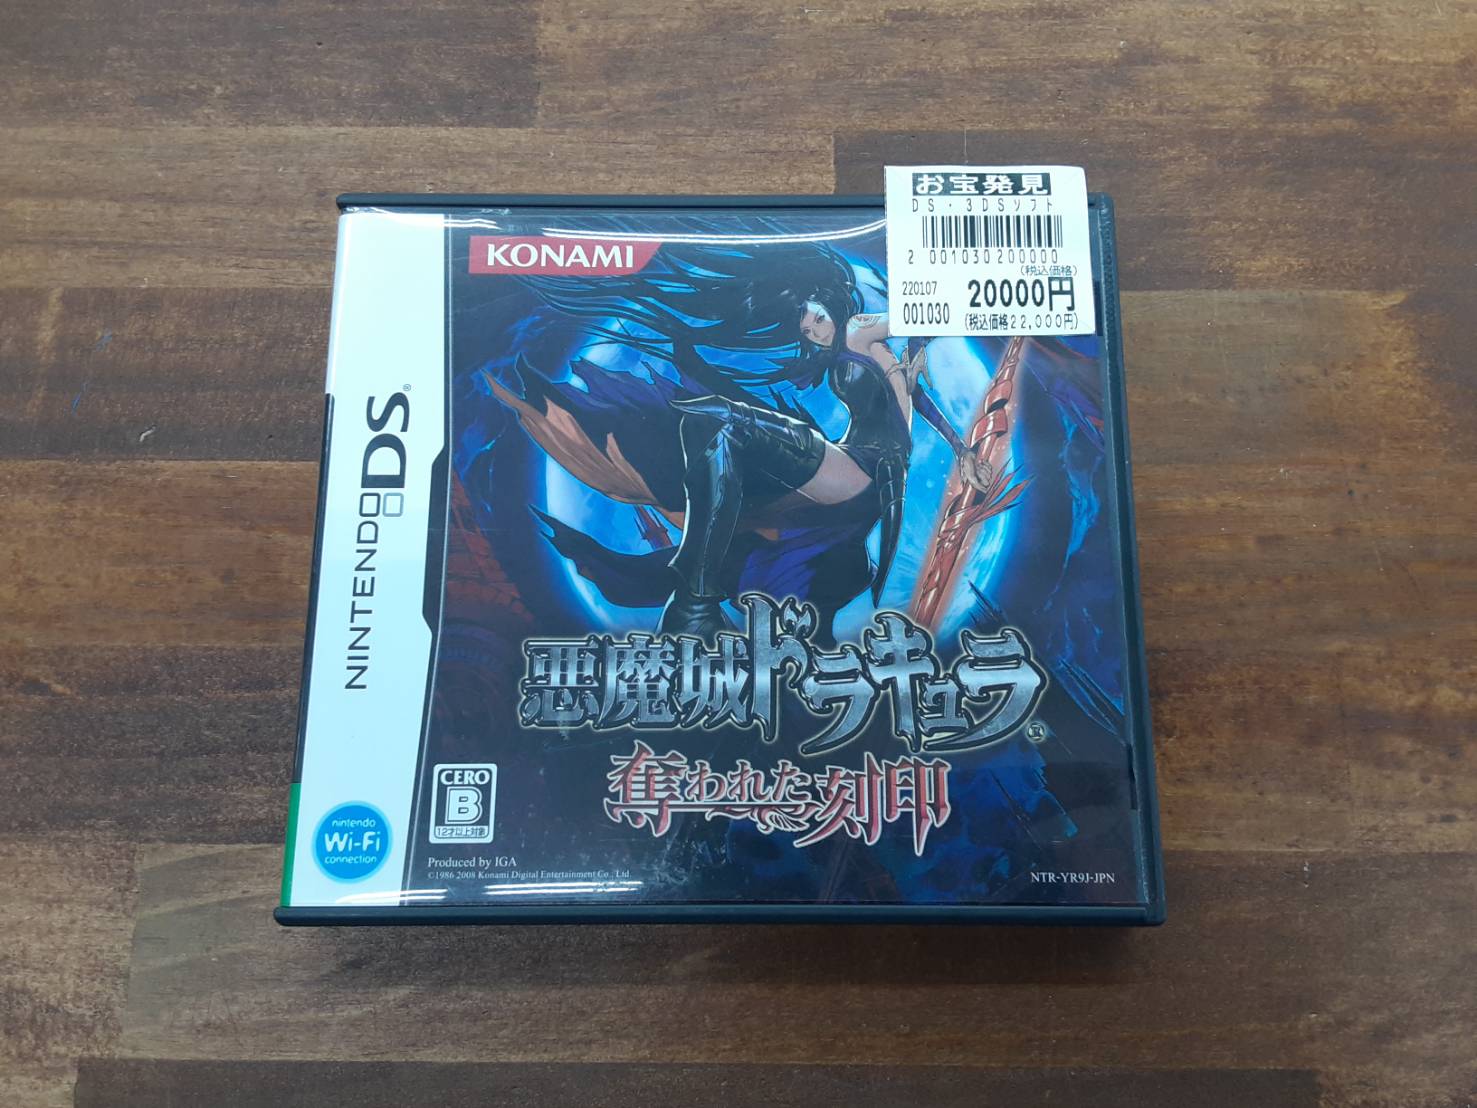 お宝発見
DS・3DSソフト
2 001030200000
(税込価格)
220107
20000円
001030
(税込価格22,000円)
KONAMI
NINTENDO DS®
悪魔城ドラキュラ
奪われた刻印
CERO
B
12才以上対象
nintendo
Wi-Fi
connection
Produced by IGA
©1986 2008 Konami Digital Entertainment Co., Ltd.
NTR-YR9J-JPN